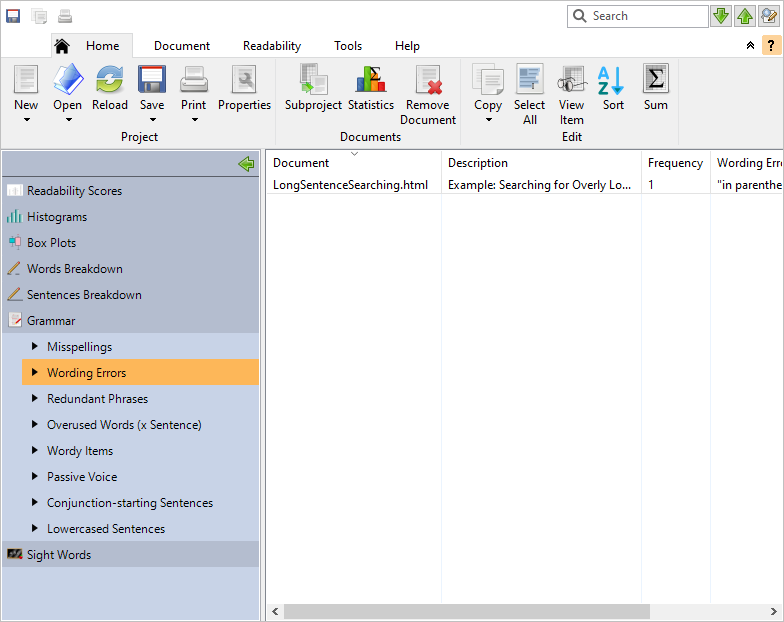 Search
Home Document Readability Tools Help
?
New Open Reload Save Print Properties Subproject Statistics Remove Document Copy Select All View Item Sort Sum
Project Documents Edit
Document Description Frequency Wording Erro
LongSentenceSearching.html Example: Searching for Overly Lo... 1 "in parenthe
Readability Scores
Histograms
Box Plots
Words Breakdown
Sentences Breakdown
Grammar
Misspellings
Wording Errors
Redundant Phrases
Overused Words (x Sentence)
Wordy Items
Passive Voice
Conjunction-starting Sentences
Lowercased Sentences
Sight Words